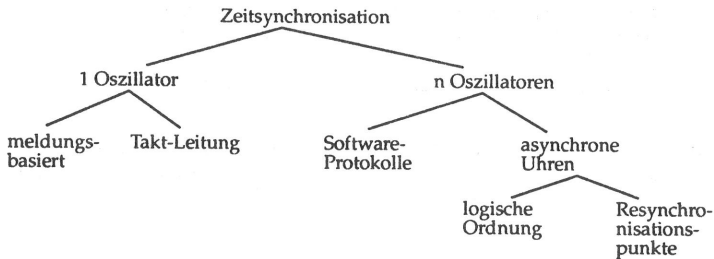 Zeitsynchronisation
1 Oszillator
n Oszillatoren
meldungs-
basiert
Takt-Leitung
Software-
Protokolle
asynchrone
Uhren
logische
Ordnung
Resynchro-
nisations-
punkte